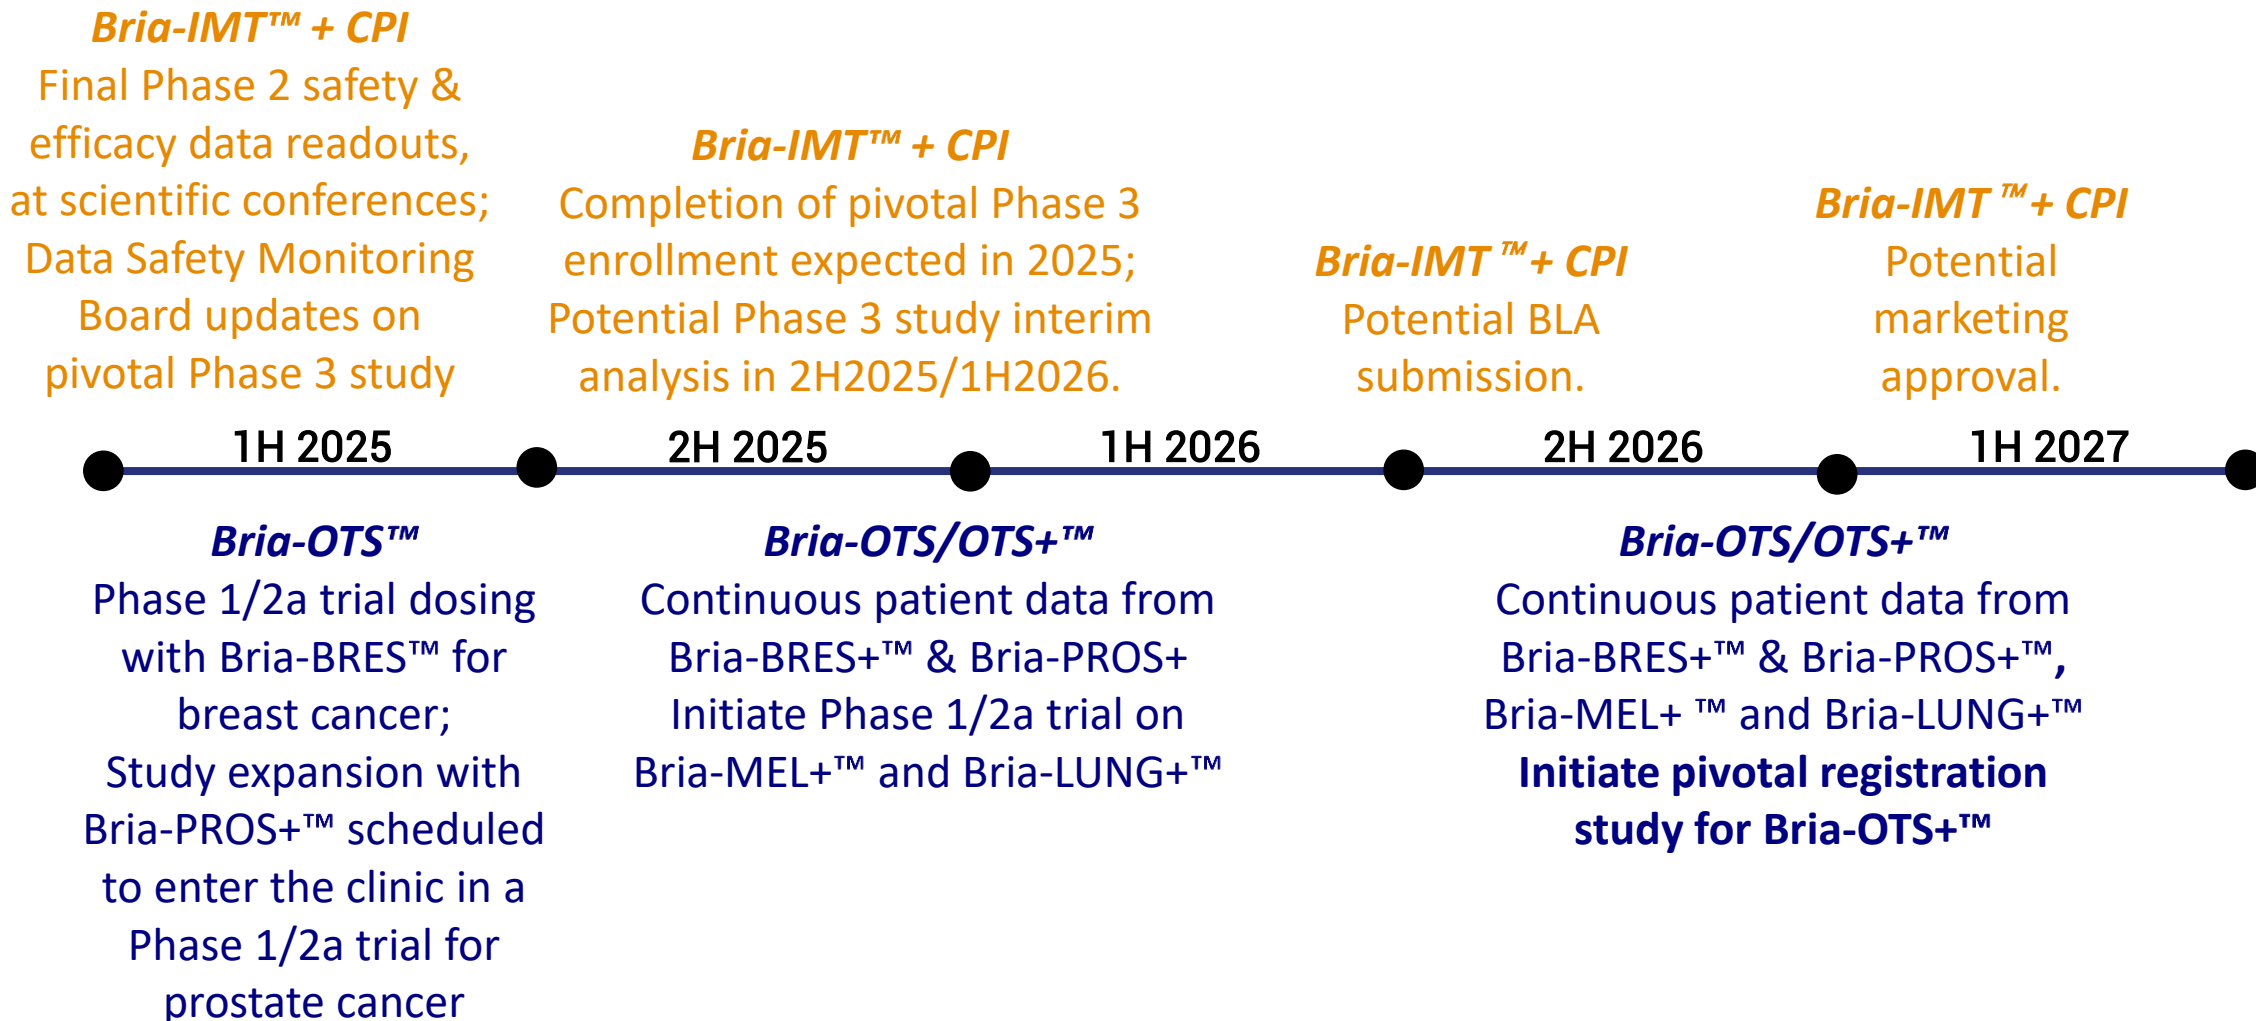 Bria-IMT™ + CPI
Final Phase 2 safety &
efficacy data readouts,
at scientific conferences;
Data Safety Monitoring
Board updates on
pivotal Phase 3 study
Bria-IMT™ + CPI
Completion of pivotal Phase 3
enrollment expected in 2025;
Potential Phase 3 study interim
analysis in 2H2025/1H2026.
Bria-IMT ™ + CPI
Potential BLA
submission.
Bria-IMT ™ + CPI
Potential
marketing
approval.
1H 2025
2H 2025
1H 2026
2H 2026
1H 2027
Bria-OTS™
Phase 1/2a trial dosing
with Bria-BRES™ for
breast cancer;
Study expansion with
Bria-PROS+™ scheduled
to enter the clinic in a
Phase 1/2a trial for
prostate cancer
Bria-OTS/OTS+™
Continuous patient data from
Bria-BRES+™ & Bria-PROS+
Initiate Phase 1/2a trial on
Bria-MEL+™ and Bria-LUNG+™
Bria-OTS/OTS+™
Continuous patient data from
Bria-BRES+™ & Bria-PROS+™,
Bria-MEL+ ™ and Bria-LUNG+™
Initiate pivotal registration
study for Bria-OTS+™